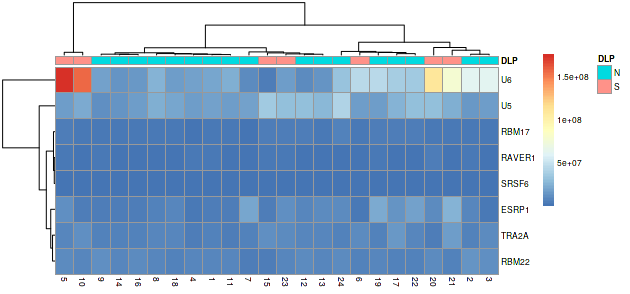 DLP
DLP
N
S
1.5e+08
1e+08
5e+07
U6
U5
RBM17
RAVER1
SRSF6
ESRP1
TRA2A
RBM22
5 10 9 14 16 8 18 4 1 11 7 15 23 12 13 24 6 19 17 22 20 21 2 3